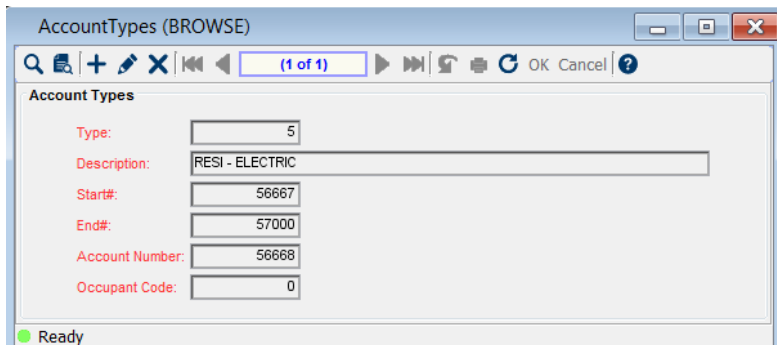 AccountTypes (BROWSE)
(1 of 1) OK Cancel ?
Account Types
Type: 5
Description: RESI - ELECTRIC
Start#: 56667
End#: 57000
Account Number: 56668
Occupant Code: 0
Ready